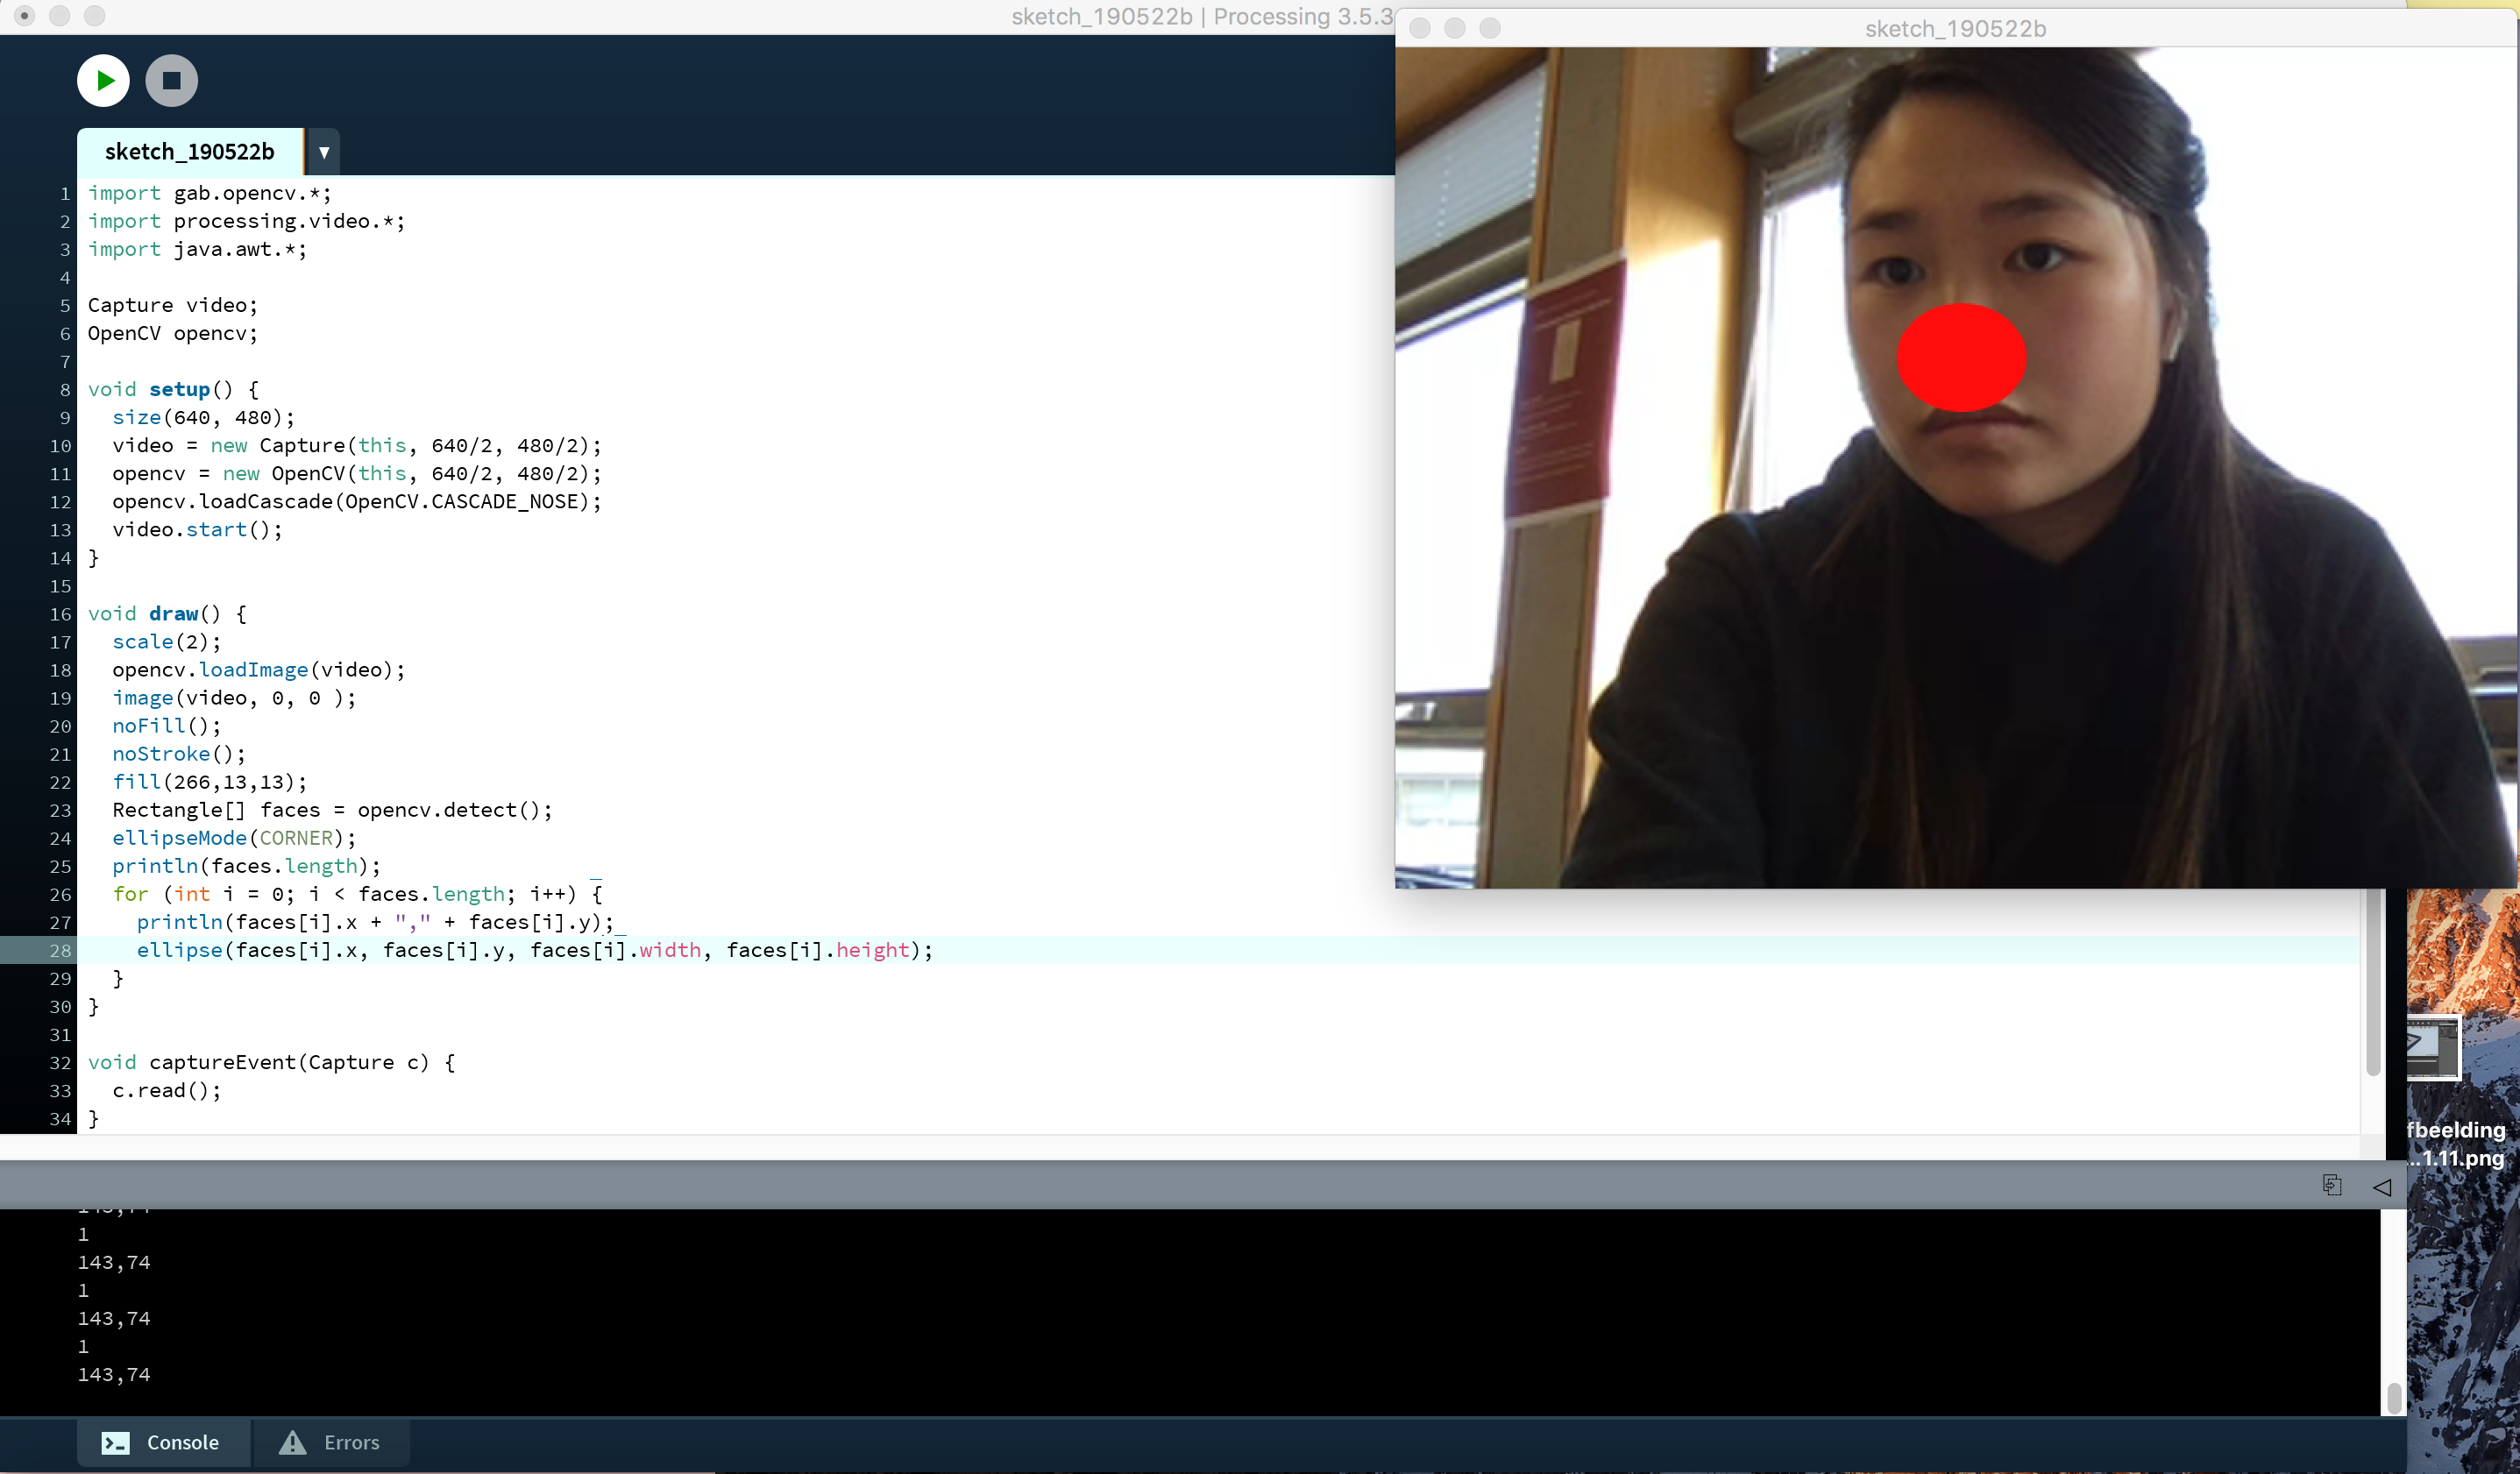 sketch_190522b | Processing 3.5.3
sketch_190522b
sketch_190522b
1 import gab.opencv.*;
2 import processing.video.*;
3 import java.awt.*;
4
5 Capture video;
6 OpenCV opencv;
7
8 void setup() {
9 size(640, 480);
10 video = new Capture(this, 640/2, 480/2);
11 opencv = new OpenCV(this, 640/2, 480/2);
12 opencv.loadCascade(OpenCV.CASCADE_NOSE);
13 video.start();
14 }
15
16 void draw() {
17 scale(2);
18 opencv.loadImage(video);
19 image(video, 0, 0 );
20 noFill();
21 noStroke();
22 fill(266,13,13);
23 Rectangle[] faces = opencv.detect();
24 ellipseMode(CORNER);
25 println(faces.length);
26 for (int i = 0; i < faces.length; i++) {
27 println(faces[i].x + "," + faces[i].y);
28 ellipse(faces[i].x, faces[i].y, faces[i].width, faces[i].height);
29 }
30 }
31
32 void captureEvent(Capture c) {
33 c.read();
34 }
fbeelding
...1.11.png
1
143,74
1
143,74
1
143,74
Console
Errors